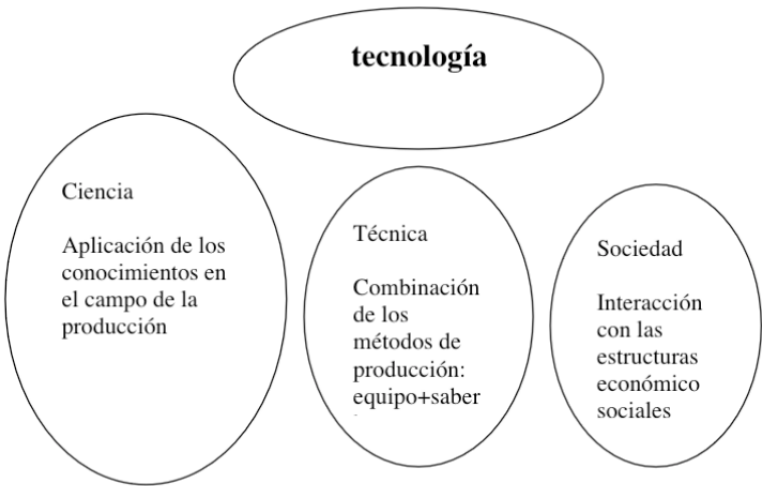 tecnología
Ciencia
Aplicación de los
conocimientos en
el campo de la
producción
Técnica
Combinación
de los
métodos de
producción:
equipo+saber
Sociedad
Interacción
con las
estructuras
económico
sociales